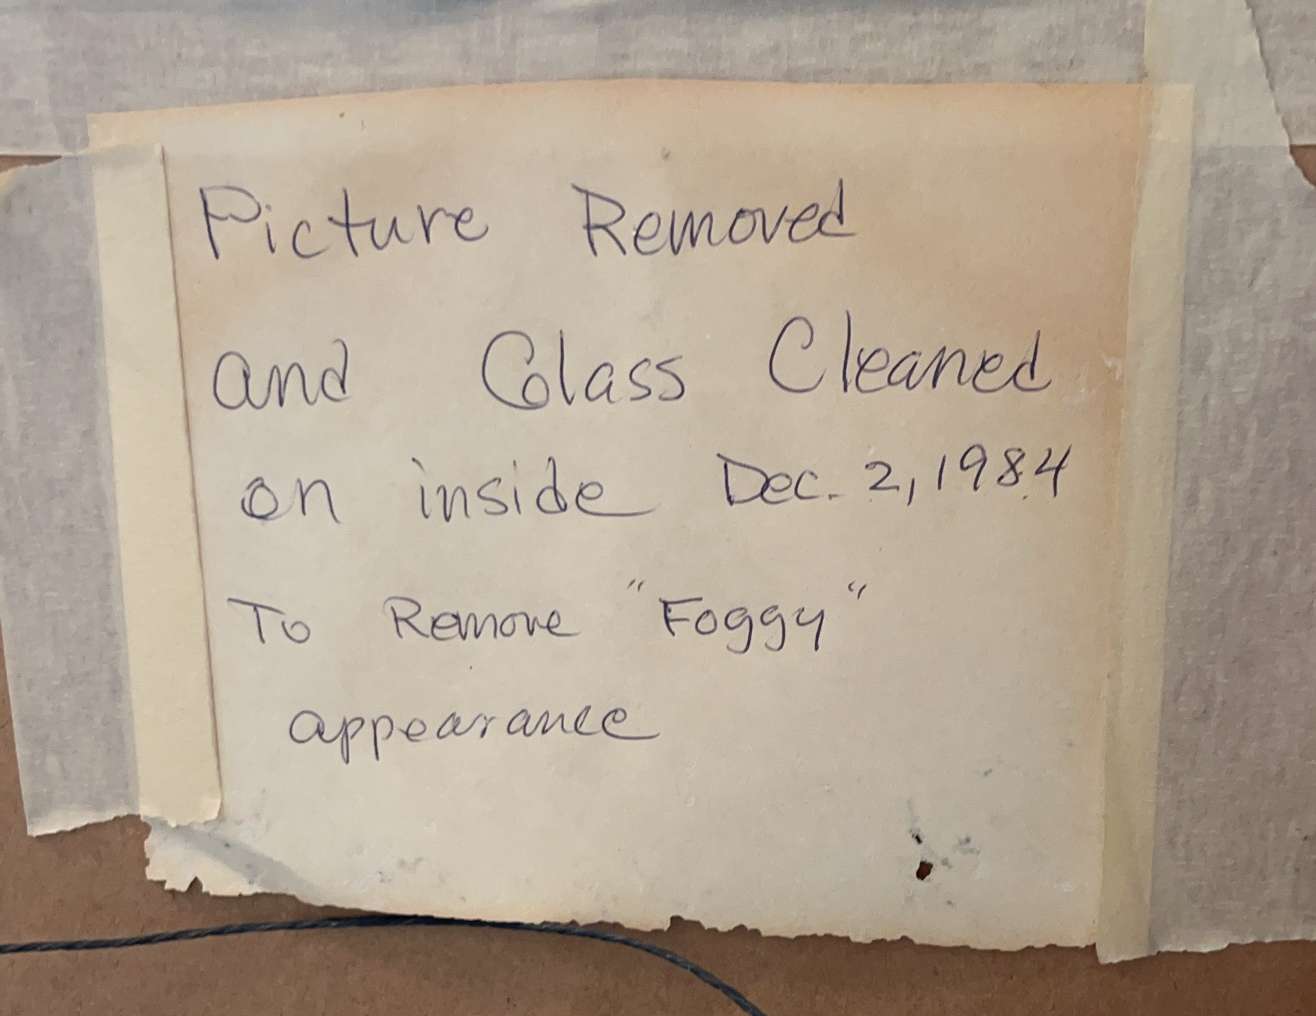 Picture Removed
and Glass Cleaned
on inside Dec. 2, 1984
To Remove "Foggy"
appearance